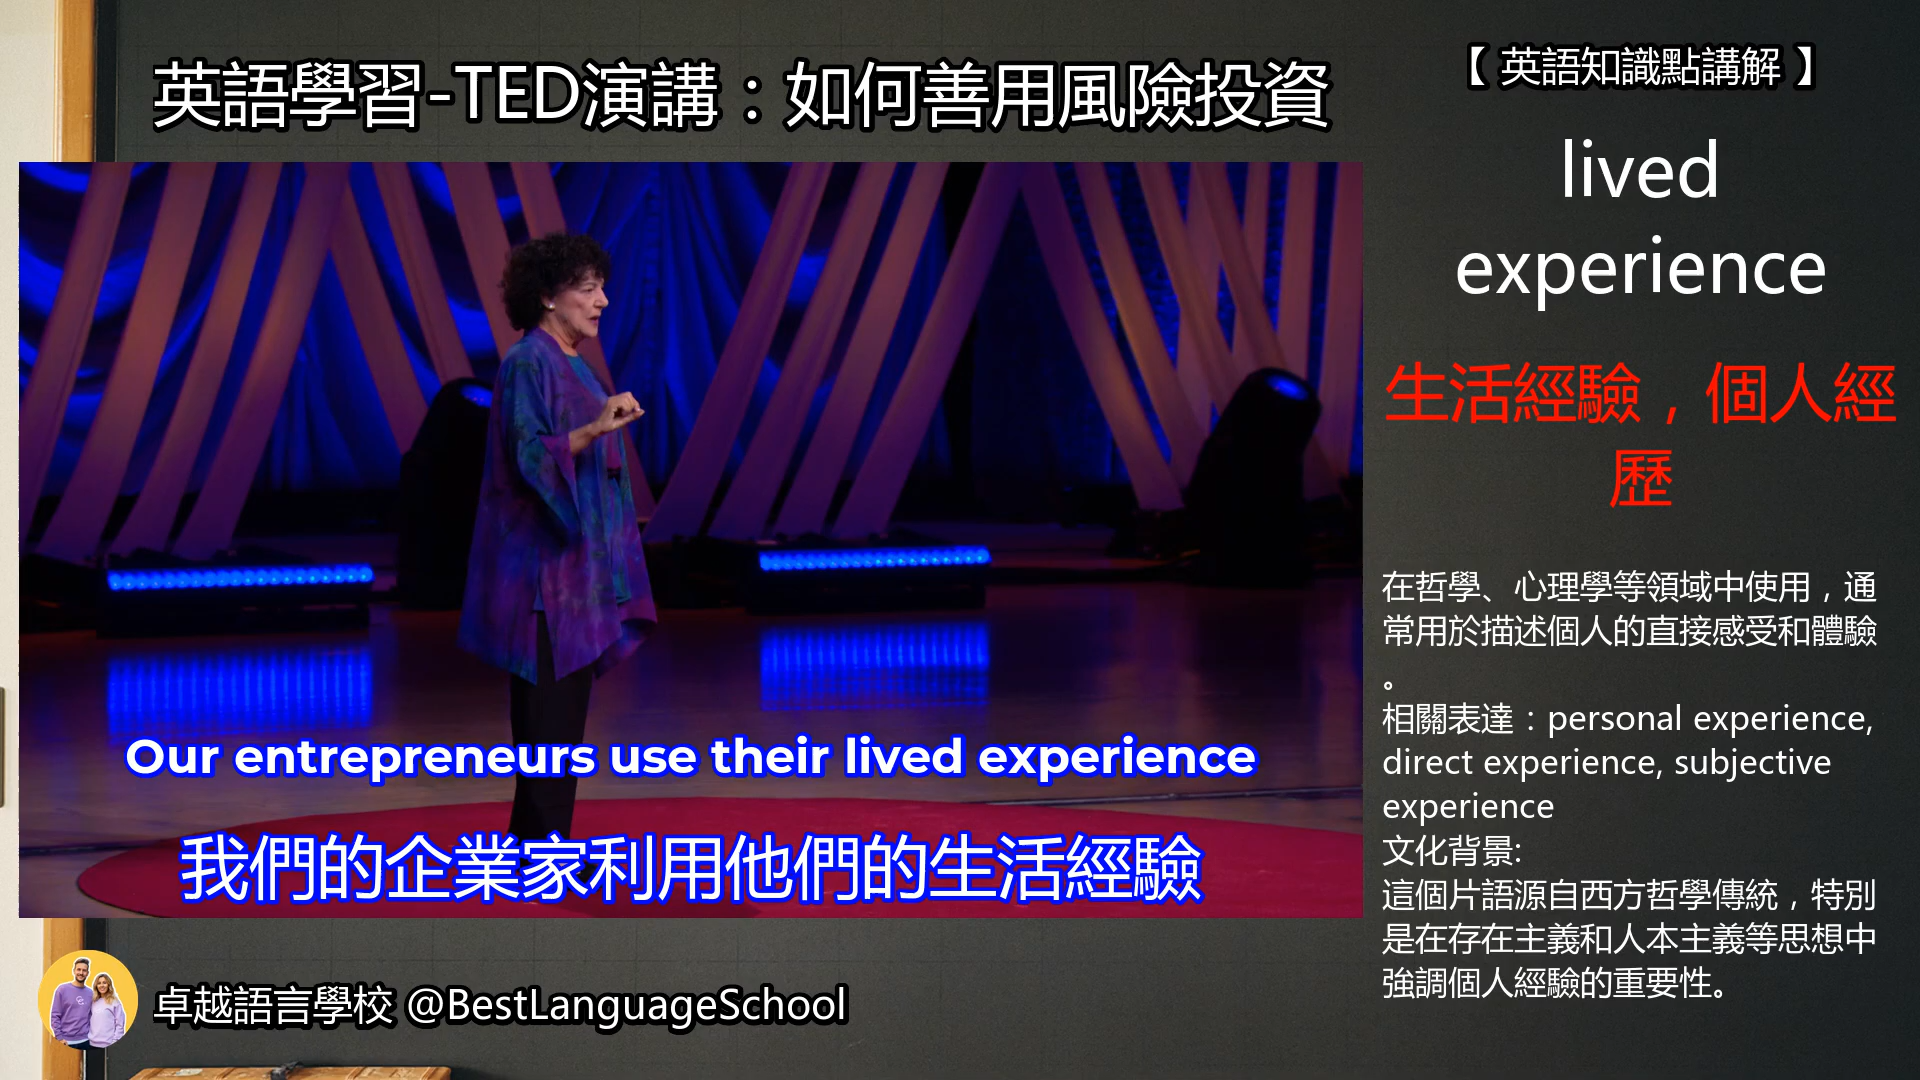 英語學習-TED演講：如何善用風險投資
【 英語知識點講解 】
lived
experience
生活經驗，個人經
歷
在哲學、心理學等領域中使用，通
常用於描述個人的直接感受和體驗
。
相關表達：personal experience,
direct experience, subjective
experience
文化背景:
這個片語源自西方哲學傳統，特別
是在存在主義和人本主義等思想中
強調個人經驗的重要性。
Our entrepreneurs use their lived experience
我們的企業家利用他們的生活經驗
卓越語言學校 @BestLanguageSchool